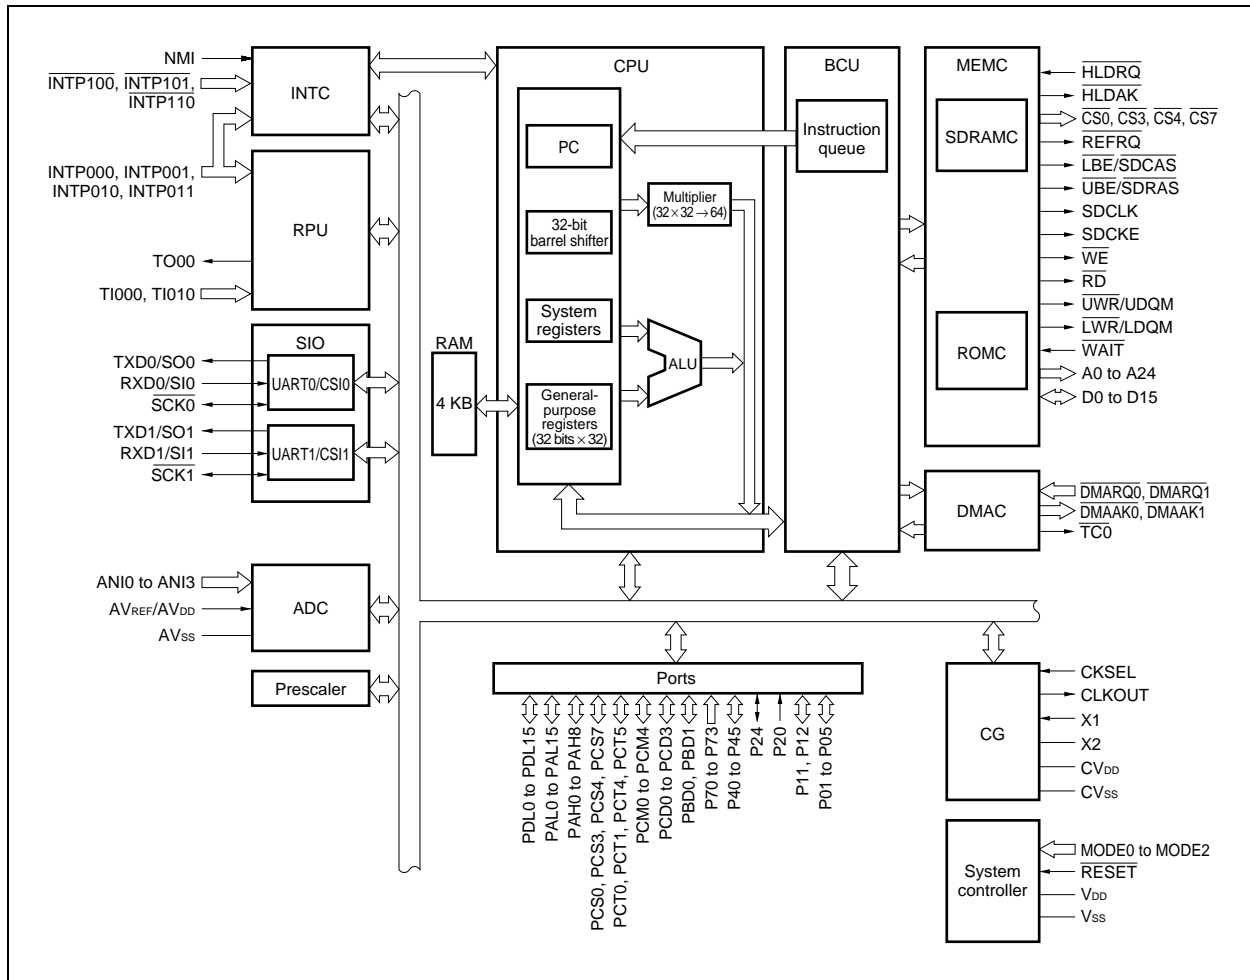 NMI
INTP100, INTP101,
INTP110
INTP000, INTP001,
INTP010, INTP011
TO00
TI000, TI010
INTC
RPU
SIO
TXD0/SO0
RXD0/SI0
SCK0
UART0/CSI0
TXD1/SO1
RXD1/SI1
SCK1
UART1/CSI1
ANI0 to ANI3
AVREF/AVDD
AVSS
ADC
Prescaler
RAM
4 KB
CPU
PC
32-bit
barrel shifter
System
registers
General-
purpose
registers
(32 bits × 32)
Multiplier
(32 × 32 → 64)
ALU
BCU
Instruction
queue
MEMC
SDRAMC
ROMC
HLDRQ
HLDAK
CS0, CS3, CS4, CS7
REFRQ
LBE/SDCAS
UBE/SDRAS
SDCLK
SDCKE
WE
RD
UWR/UDQM
LWR/LDQM
WAIT
A0 to A24
D0 to D15
DMAC
DMARQ0, DMARQ1
DMAAK0, DMAAK1
TC0
Ports
PDL0 to PDL15
PAL0 to PAL15
PAH0 to PAH8
PCS0, PCS3, PCS4, PCS7
PCT0, PCT1, PCT4, PCT5
PCM0 to PCM4
PCD0 to PCD3
PBD0, PBD1
P70 to P73
P40 to P45
P24
P20
P11, P12
P01 to P05
CG
CKSEL
CLKOUT
X1
X2
CVDD
CVSS
System
controller
MODE0 to MODE2
RESET
VDD
VSS